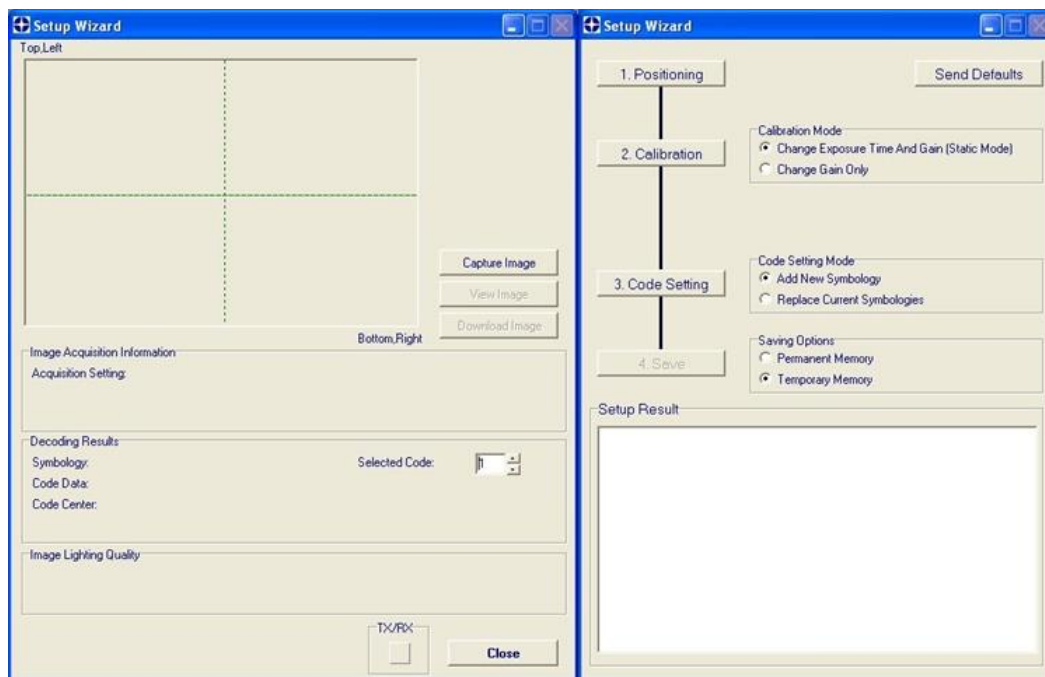 Setup Wizard
Top,Left
Capture Image
View Image
Download Image
Bottom,Right
Image Acquisition Information
Acquisition Setting:
Decoding Results
Symbology:
Selected Code:
1
Code Data:
Code Center:
Image Lighting Quality
TX/RX
Close
Setup Wizard
1. Positioning
Send Defaults
2. Calibration
Calibration Mode
Change Exposure Time And Gain (Static Mode)
Change Gain Only
3. Code Setting
Code Setting Mode
Add New Symbology
Replace Current Symbologies
4. Save
Saving Options
Permanent Memory
Temporary Memory
Setup Result